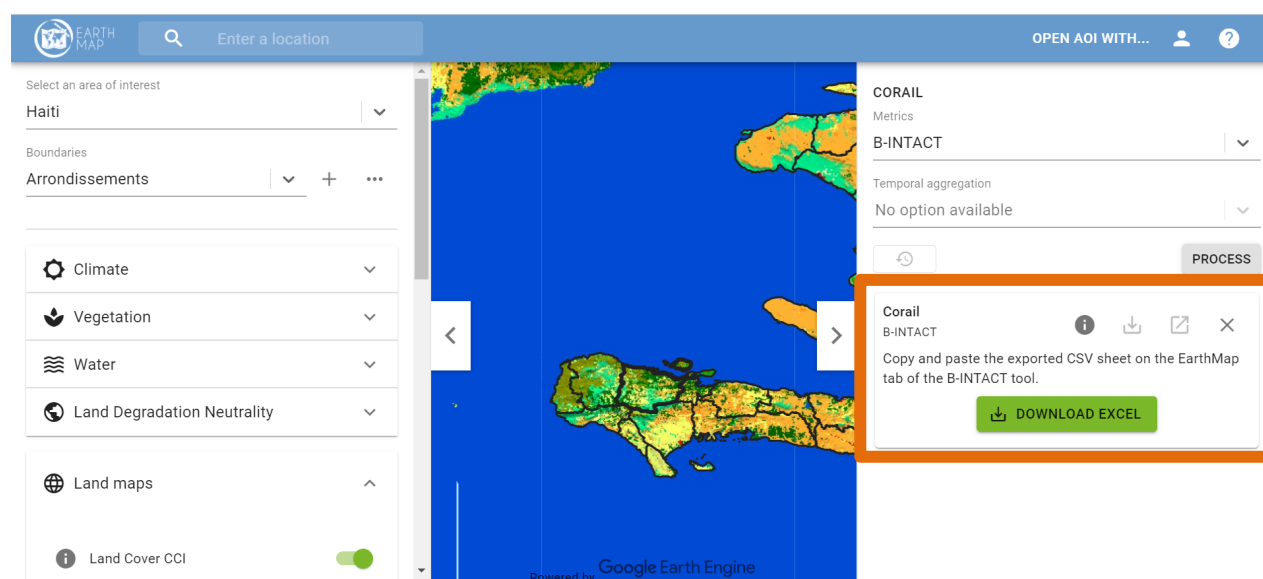 EARTH
MAP
Enter a location
OPEN AOI WITH...
Select an area of interest
Haiti
Boundaries
Arrondissements
Climate
Vegetation
Water
Land Degradation Neutrality
Land maps
Land Cover CCI
Powered by
Google Earth Engine
CORAIL
Metrics
B-INTACT
Temporal aggregation
No option available
PROCESS
Corail
B-INTACT
Copy and paste the exported CSV sheet on the EarthMap
tab of the B-INTACT tool.
DOWNLOAD EXCEL